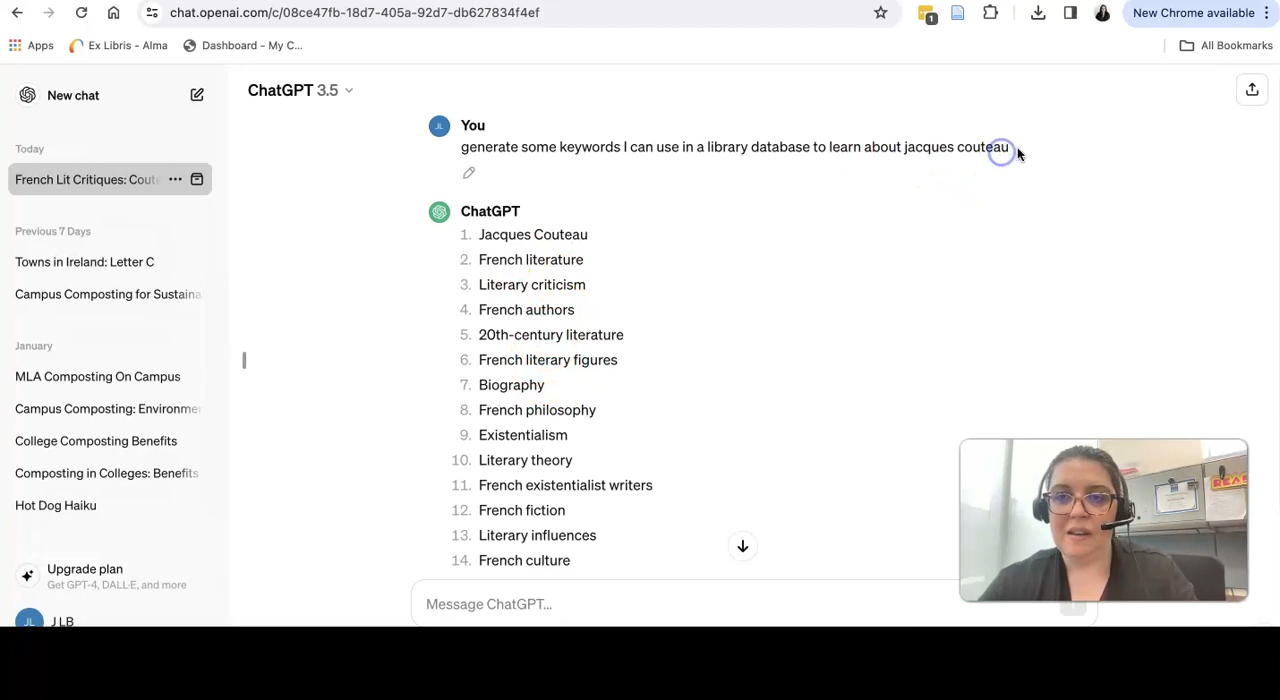 chat.openai.com/c/08ce47fb-18d7-405a-92d7-db627834f4ef
1
New Chrome available
Apps
Ex Libris - Alma
Dashboard - My C...
All Bookmarks
New chat
ChatGPT 3.5
Today
French Lit Critiques: Coute
Previous 7 Days
Towns in Ireland: Letter C
Campus Composting for Sustaina
January
MLA Composting On Campus
Campus Composting: Environme
College Composting Benefits
Composting in Colleges: Benefits
Hot Dog Haiku
Upgrade plan
Get GPT-4, DALL·E, and more
JL
J LB
JL
You
generate some keywords I can use in a library database to learn about jacques couteau
ChatGPT
1. Jacques Couteau
2. French literature
3. Literary criticism
4. French authors
5. 20th-century literature
6. French literary figures
7. Biography
8. French philosophy
9. Existentialism
10. Literary theory
11. French existentialist writers
12. French fiction
13. Literary influences
14. French culture
Message ChatGPT...
READ